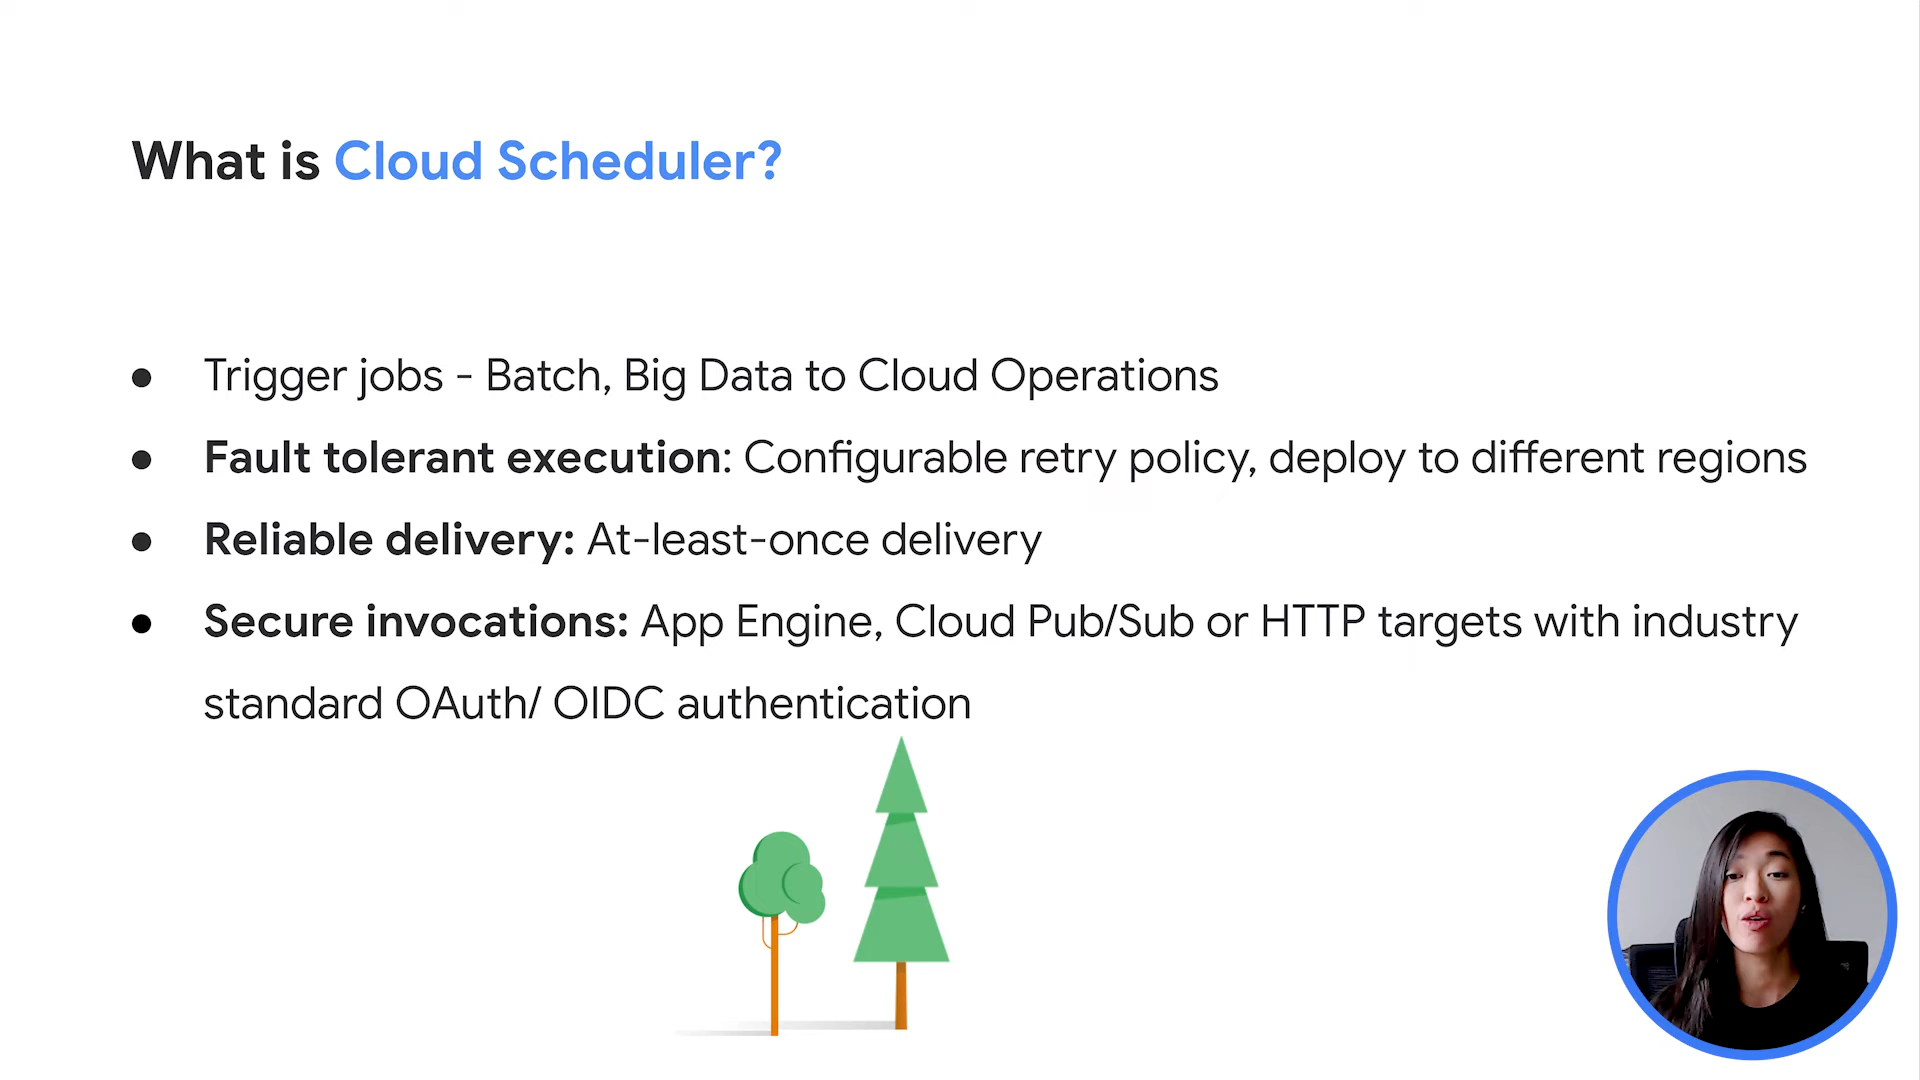 What is Cloud Scheduler?
● Trigger jobs - Batch, Big Data to Cloud Operations
● Fault tolerant execution: Configurable retry policy, deploy to different regions
● Reliable delivery: At-least-once delivery
● Secure invocations: App Engine, Cloud Pub/Sub or HTTP targets with industry
standard OAuth/ OIDC authentication